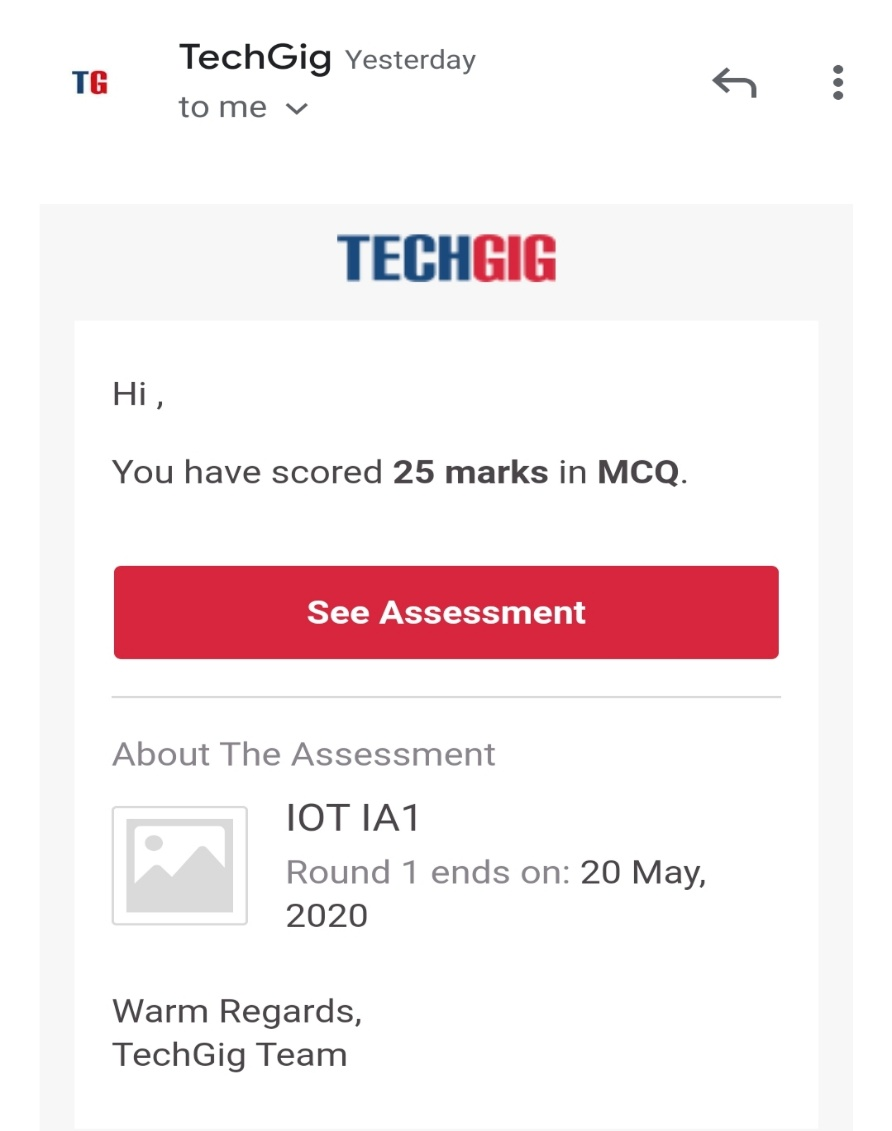 TG
TechGig Yesterday
to me
TECHGIG
Hi ,
You have scored 25 marks in MCQ.
See Assessment
About The Assessment
IOT IA1
Round 1 ends on: 20 May,
2020
Warm Regards,
TechGig Team